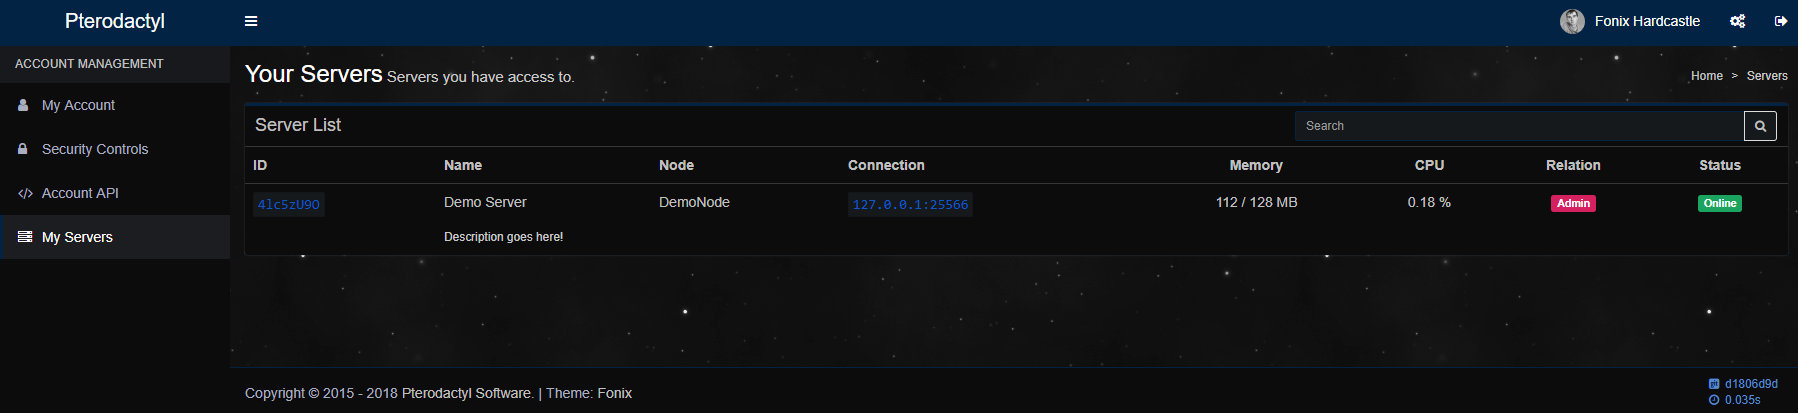 Pterodactyl
Fonix Hardcastle
ACCOUNT MANAGEMENT
My Account
Security Controls
Account API
My Servers
Your Servers Servers you have access to.
Home > Servers
Server List
Search
ID Name Node Connection Memory CPU Relation Status
4lc5zU9O Demo Server DemoNode 127.0.0.1:25566 112 / 128 MB 0.18 % Admin Online
Description goes here!
Copyright © 2015 - 2018 Pterodactyl Software. | Theme: Fonix
d1806d9d
0.035s